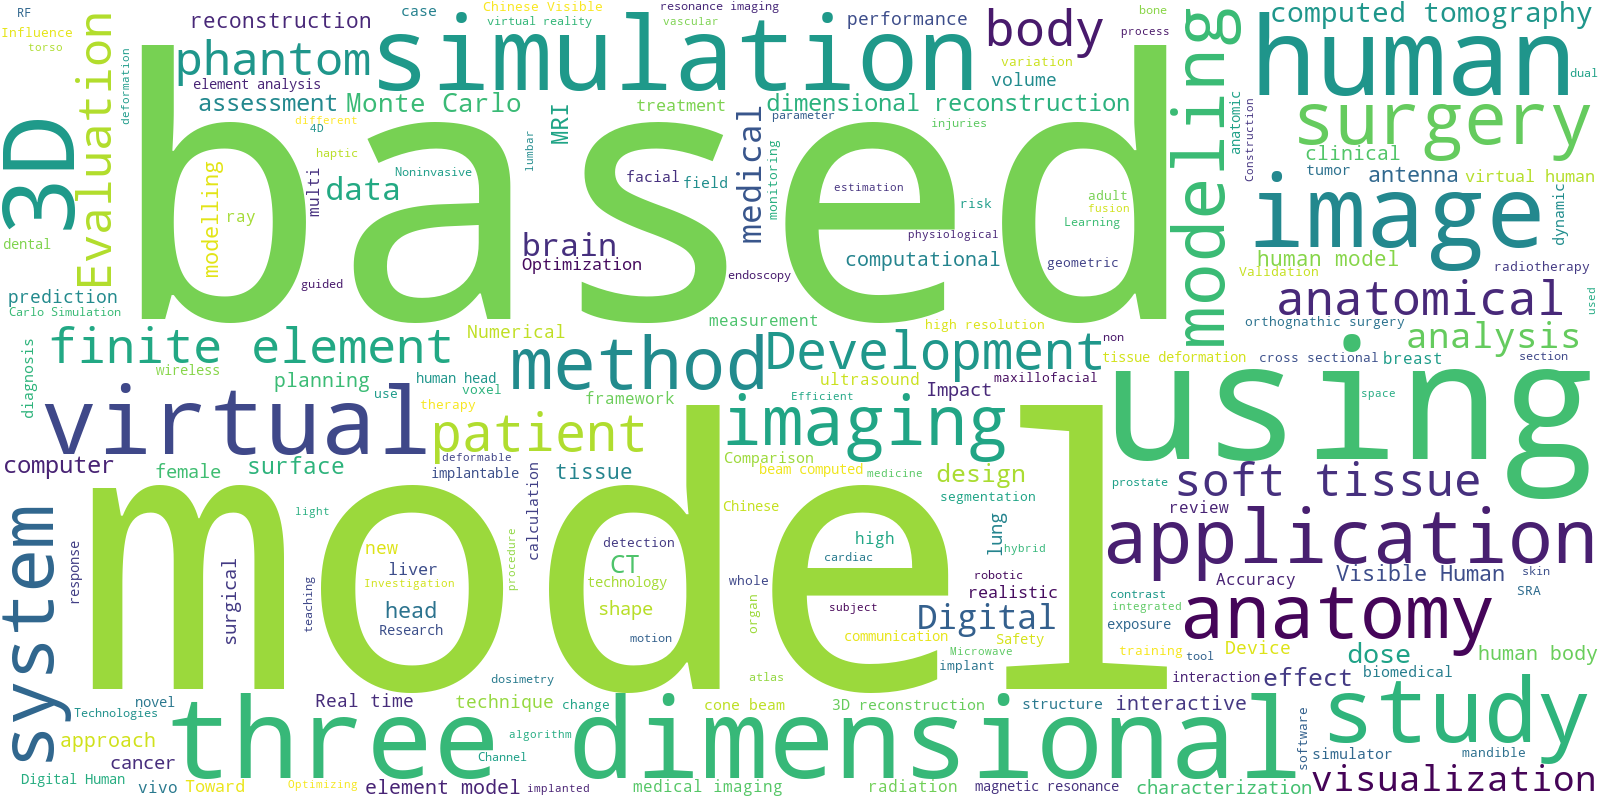 RF
case
Chinese Visible
resonance imaging
bone
computed tomography
reconstruction
virtual reality
vascular
performance
process
Influence
torso
Evaluation
deformation
phantom
simulation
body
variation
modeling
human
dual
element analysis
volume
3D
assessment
Monte Carlo
MRI
treatment
dimensional reconstruction
anatomic
Construction
surgery
different
4D
parameter
injuries
medical
based
haptic
lumbar
monitoring
clinical
multi
data
Noninvasive
facial
field
estimation
adult
tumor
antenna
virtual human
modelling
ray
risk
fusion
Learning
image
dynamic
dental
brain
physiological
human model
Optimization
endoscopy
computational
geometric
Validation
radiotherapy
guided
prediction
anatomical
used
Carlo Simulation
measurement
high resolution
orthognathic surgery
finite element
Numerical
method
Development
non
analysis
diagnosis
wireless
tissue deformation
cross sectional
breast
section
planning
human head
ultrasound
Impact
maxillofacial
using
use
voxel
framework
Efficient
space
virtual
therapy
patient
imaging
computer
female
surface
deformable
implantable
tissue
Comparison
beam computed
medicine
design
prostate
soft tissue
calculation
segmentation
system
model
light
Chinese
review
application
lung
response
surgical
new
procedure
detection
high
cardiac
hybrid
liver
CT
Investigation
technology
whole
robotic
Accuracy
Visible Human
skin
teaching
head
shape
organ
subject
realistic
contrast
SRA
integrated
anatomy
Research
motion
Digital
communication
Safety
exposure
Microwave
training
tool
Device
dose
human body
dosimetry
atlas
implant
interaction
effect
biomedical
novel
Real time
technique
change
cone beam
3D reconstruction
structure
interactive
study
Technologies
three dimensional
software
approach
algorithm
simulator
mandible
cancer
Channel
Digital Human
vivo
Toward
Optimizing
element model
implanted
medical imaging
radiation
magnetic resonance
characterization
visualization